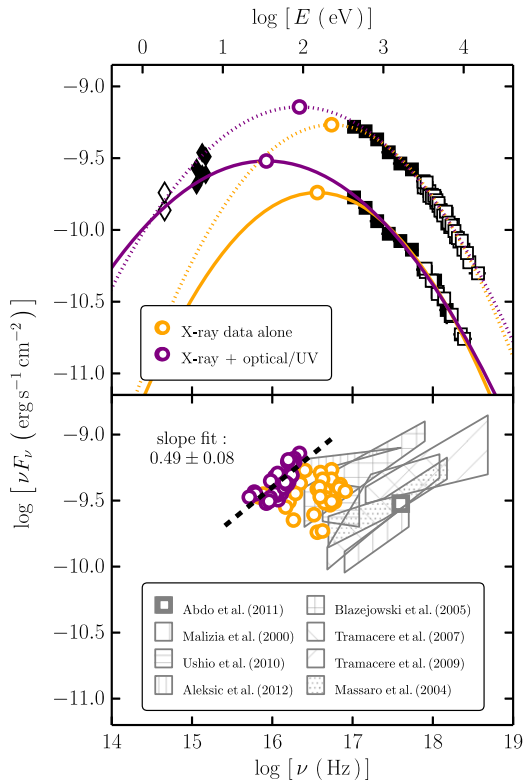 log [ E (eV) ]
0 1 2 3 4
−9.0
−9.5
−10.0
−10.5
−11.0
X-ray data alone
X-ray + optical/UV
log [ νFν ( erg s−1 cm−2 ) ]
slope fit :
0.49 ± 0.08
−9.0
−9.5
−10.0
−10.5
−11.0
Abdo et al. (2011)
Malizia et al. (2000)
Ushio et al. (2010)
Aleksic et al. (2012)
Blazejowski et al. (2005)
Tramacere et al. (2007)
Tramacere et al. (2009)
Massaro et al. (2004)
14 15 16 17 18 19
log [ ν (Hz) ]